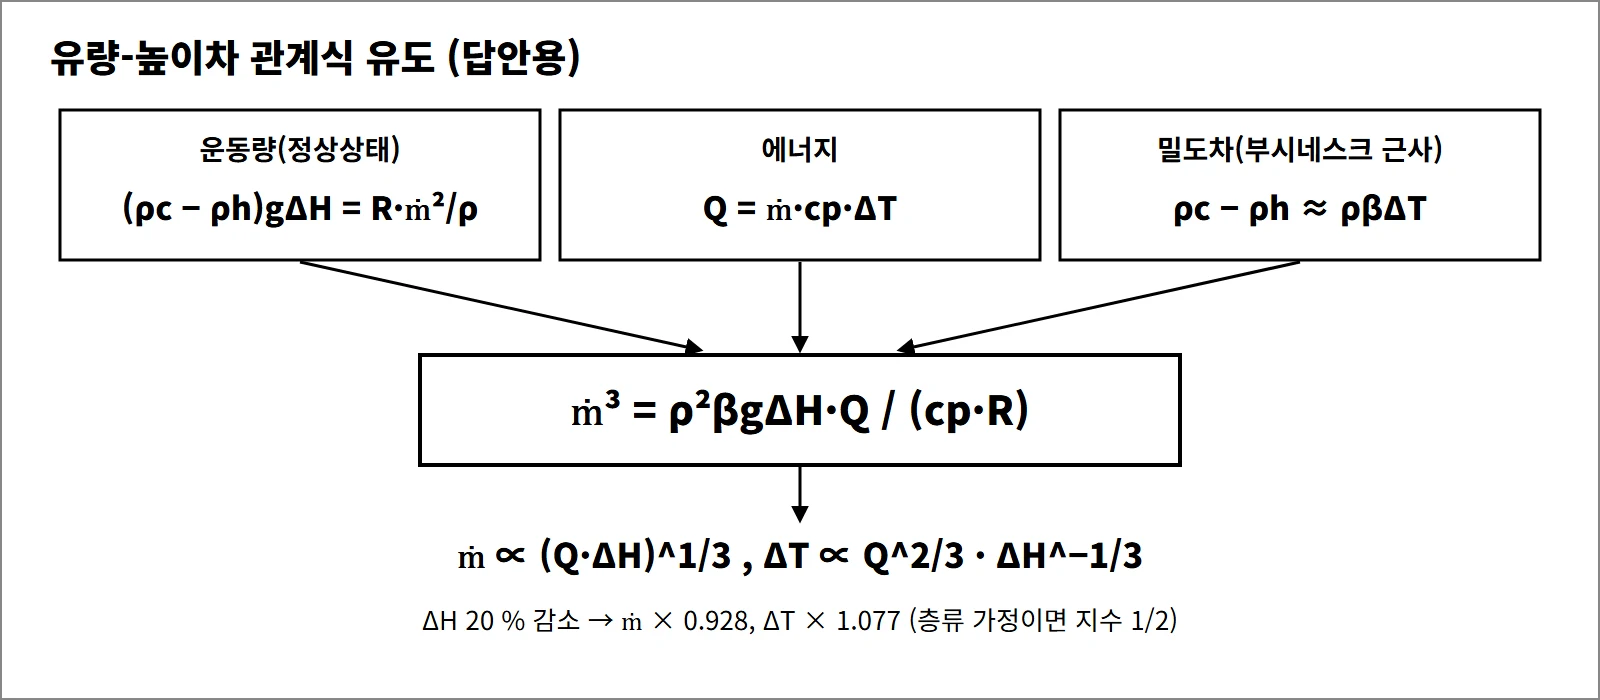 유량-높이차 관계식 유도 (답안용)
운동량(정상상태)
(ρc − ρh)gΔH = R·ṁ²/ρ
에너지
Q = ṁ·cp·ΔT
밀도차(부시네스크 근사)
ρc − ρh ≈ ρβΔT
ṁ³ = ρ²βgΔH·Q / (cp·R)
ṁ ∝ (Q·ΔH)^1/3 , ΔT ∝ Q^2/3 · ΔH^−1/3
ΔH 20 % 감소 → ṁ × 0.928, ΔT × 1.077 (층류 가정이면 지수 1/2)